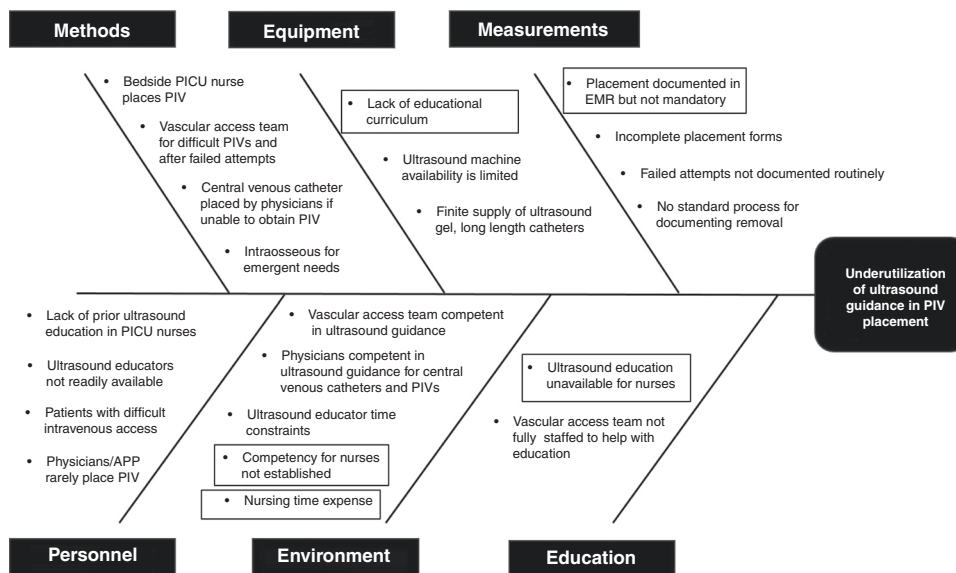 Methods
Equipment
Measurements
• Bedside PICU nurse
places PIV
• Vascular access team
for difficult PIVs and
after failed attempts
• Central venous catheter
placed by physicians if
unable to obtain PIV
• Intraosseous for
emergent needs
• Lack of educational
curriculum
• Ultrasound machine
availability is limited
• Finite supply of ultrasound
gel, long length catheters
• Placement documented in
EMR but not mandatory
• Incomplete placement forms
• Failed attempts not documented routinely
• No standard process for
documenting removal
Underutilization
of ultrasound
guidance in PIV
placement
• Lack of prior ultrasound
education in PICU nurses
• Ultrasound educators
not readily available
• Patients with difficult
intravenous access
• Physicians/APP
rarely place PIV
• Vascular access team competent
in ultrasound guidance
• Physicians competent in
ultrasound guidance for central
venous catheters and PIVs
• Ultrasound educator time
constraints
• Competency for nurses
not established
• Nursing time expense
• Ultrasound education
unavailable for nurses
• Vascular access team not
fully staffed to help with
education
Personnel
Environment
Education